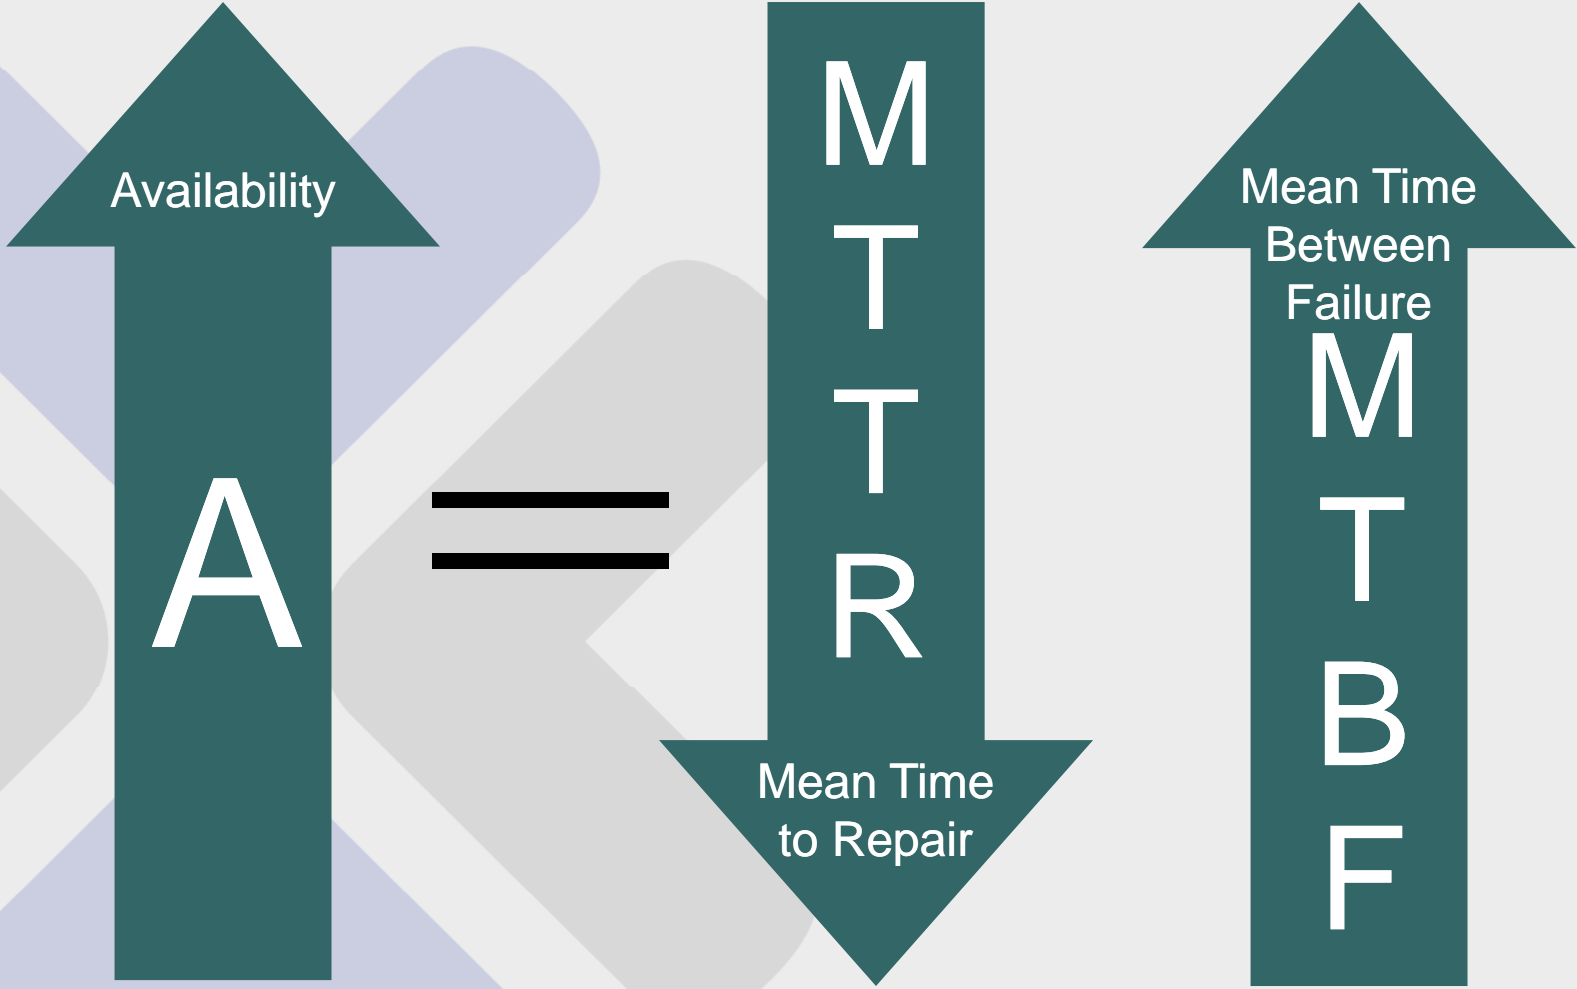 Availability
A
=
M
T
T
R
Mean Time
to Repair
Mean Time
Between
Failure
M
T
B
F